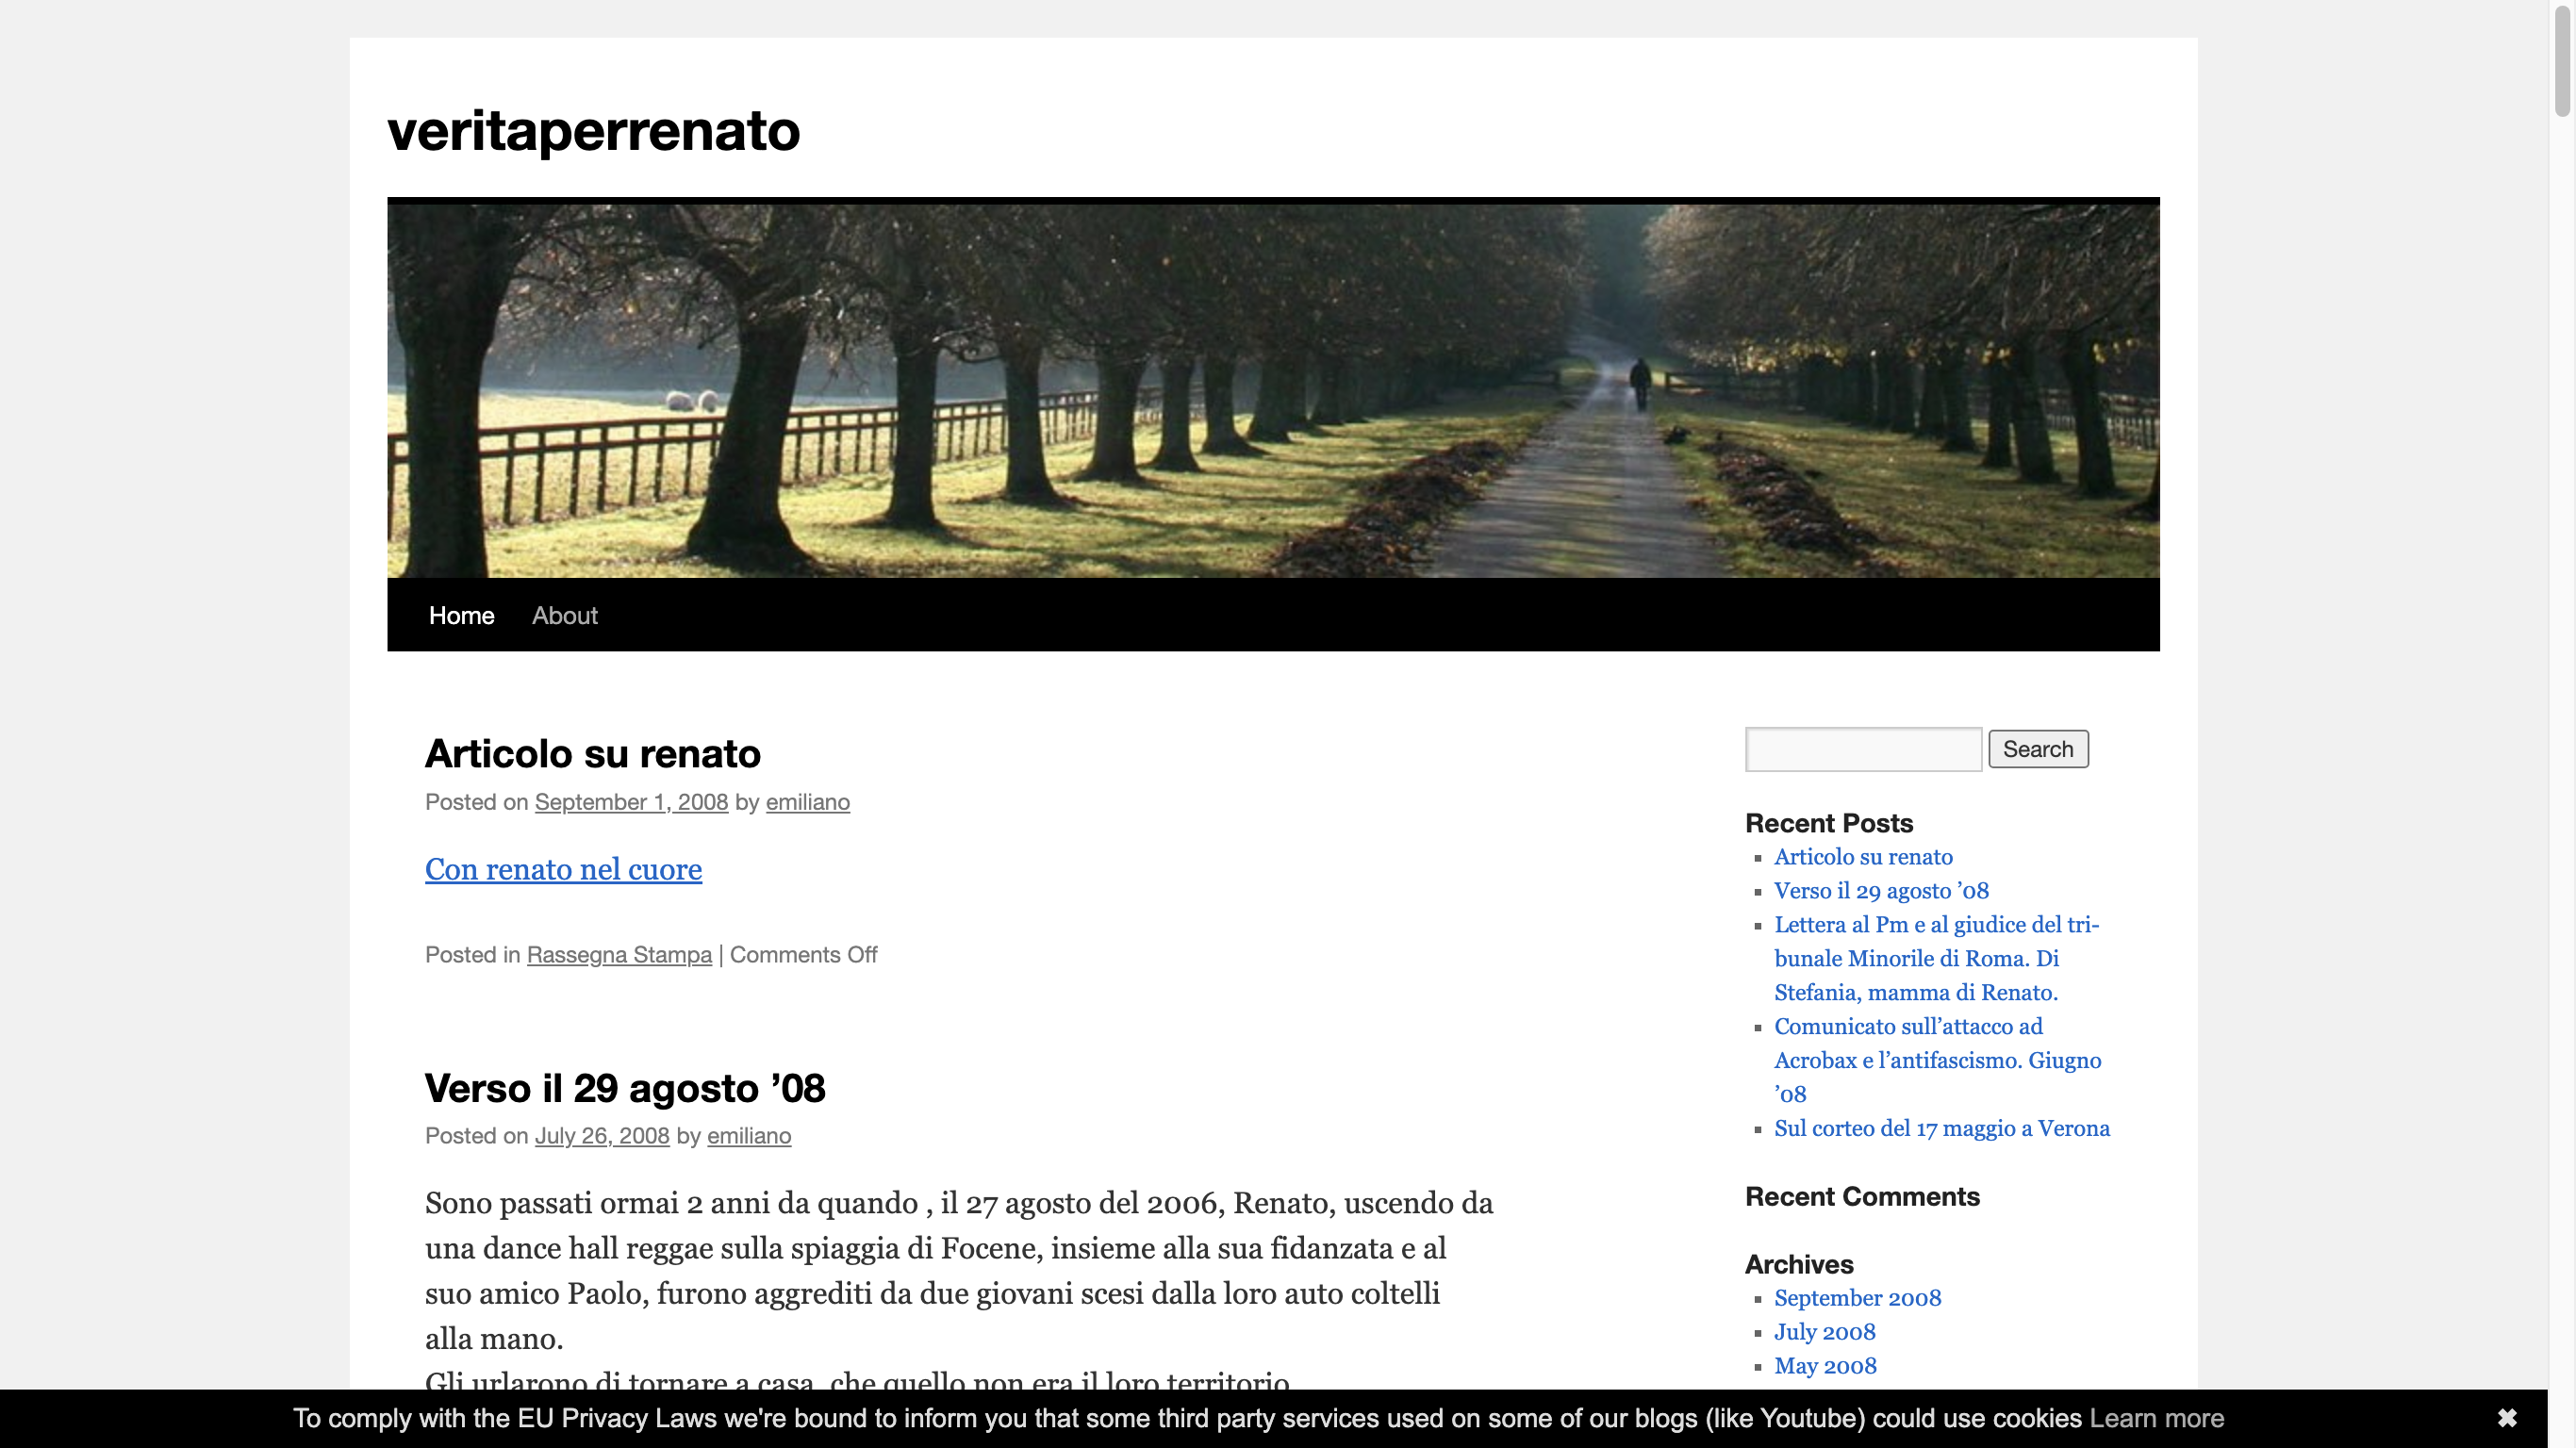 veritaperrenato
Home About
Articolo su renato
Posted on September 1, 2008 by emiliano
Con renato nel cuore
Posted in Rassegna Stampa | Comments Off
Verso il 29 agosto ’08
Posted on July 26, 2008 by emiliano
Sono passati ormai 2 anni da quando , il 27 agosto del 2006, Renato, uscendo da
una dance hall reggae sulla spiaggia di Focene, insieme alla sua fidanzata e al
suo amico Paolo, furono aggrediti da due giovani scesi dalla loro auto coltelli
alla mano.
Gli urlarono di tornare a casa, che quello non era il loro territorio
Search
Recent Posts
Articolo su renato
Verso il 29 agosto ’08
Lettera al Pm e al giudice del tri-
bunale Minorile di Roma. Di
Stefania, mamma di Renato.
Comunicato sull’attacco ad
Acrobax e l’antifascismo. Giugno
’08
Sul corteo del 17 maggio a Verona
Recent Comments
Archives
September 2008
July 2008
May 2008
To comply with the EU Privacy Laws we're bound to inform you that some third party services used on some of our blogs (like Youtube) could use cookies Learn more ✖